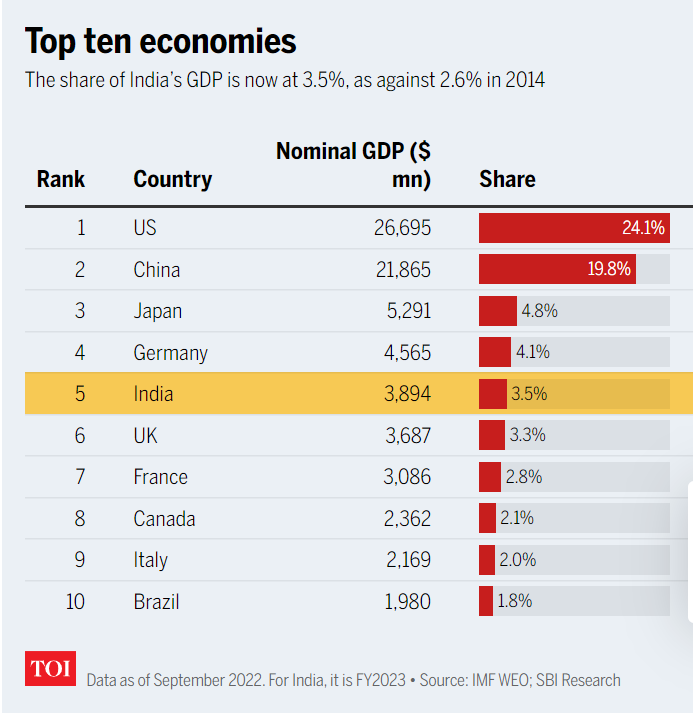 Top ten economies
The share of India's GDP is now at 3.5%, as against 2.6% in 2014
Rank Country Nominal GDP ($ mn) Share
1 US 26,695 24.1%
2 China 21,865 19.8%
3 Japan 5,291 4.8%
4 Germany 4,565 4.1%
5 India 3,894 3.5%
6 UK 3,687 3.3%
7 France 3,086 2.8%
8 Canada 2,362 2.1%
9 Italy 2,169 2.0%
10 Brazil 1,980 1.8%
TOI Data as of September 2022. For India, it is FY2023 • Source: IMF WEO; SBI Research